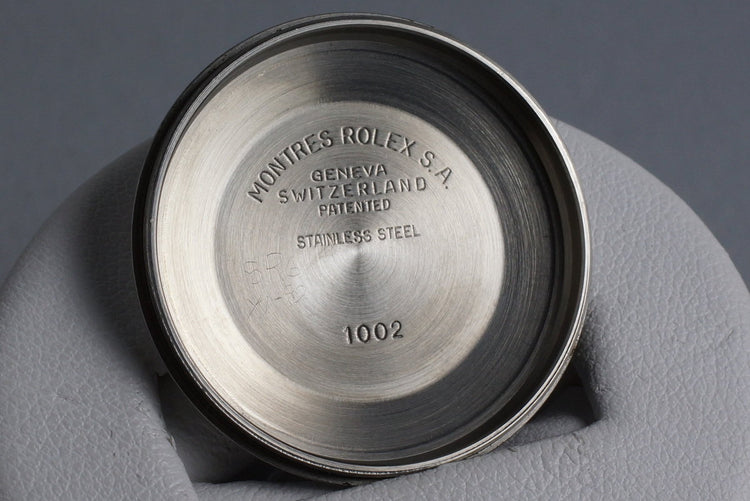 MONTRES ROLEX S.A.
GENEVA
SWITZERLAND
PATENTED
STAINLESS STEEL
1002